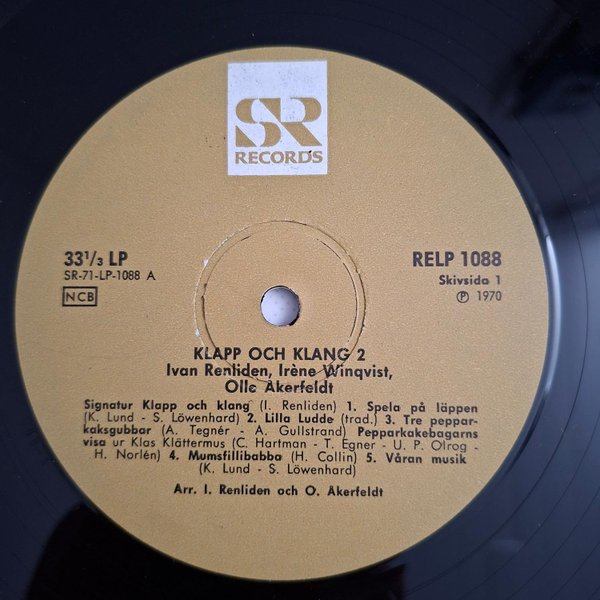 SR
RECORDS
33¹/₃ LP
SR-71-LP-1088 A
NCB
RELP 1088
Skivsida 1
Ⓟ 1970
KLAPP OCH KLANG 2
Ivan Renliden, Irène Winqvist,
Olle Åkerfeldt
Signatur Klapp och klang (I. Renliden) 1. Spela på läppen
(K. Lund - S. Löwenhard) 2. Lilla Ludde (trad.) 3. Tre peppar-
kaksgubbar (A. Tegnér - A. Gullstrand) Pepparkakebagarns
visa ur Klas Klättermus (C. Hartman - T. Egner - U. P. Olrog -
H. Norlén) 4. Mumsfillibabba (H. Collin) 5. Våran musik
(K. Lund - S. Löwenhard)
Arr. I. Renliden och O. Åkerfeldt